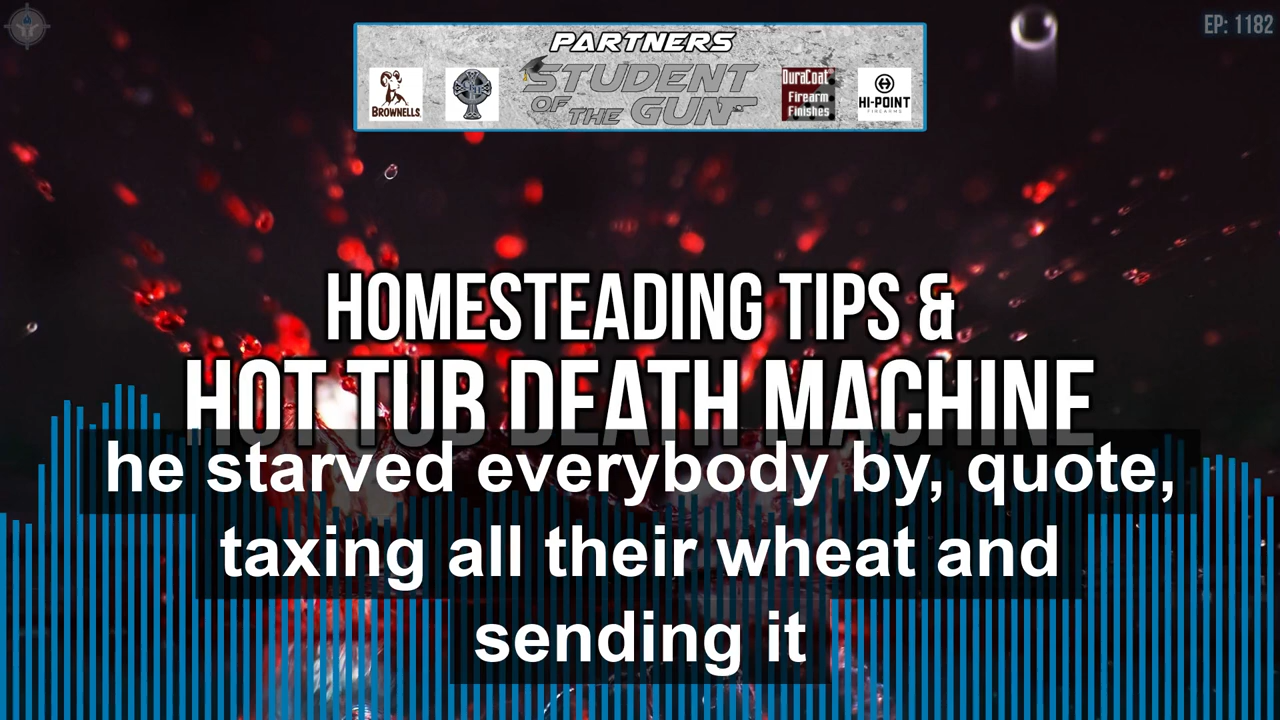 EP: 1182
PARTNERS
STUDENT
OF THE GUN
BROWNELLS
DuraCoat
Firearm
Finishes
HI-POINT
FIREARMS
HOMESTEADING TIPS &
HOT TUB DEATH MACHINE
he starved everybody by, quote,
taxing all their wheat and
sending it